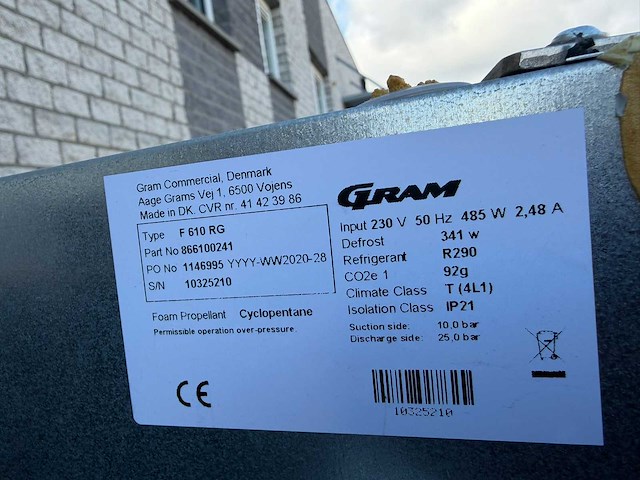 Gram Commercial, Denmark
Aage Grams Vej 1, 6500 Vojens
Made in DK. CVR nr. 41 42 39 86
Type F 610 RG
Part No 866100241
PO No 1146995 YYYY-WW2020-28
S/N 10325210
Foam Propellant Cyclopentane
Permissible operation over-pressure.
CE
GRAM
Input 230 V 50 Hz 485 W 2,48 A
Defrost 341 w
Refrigerant R290
CO2e 1 92g
Climate Class T (4L1)
Isolation Class IP21
Suction side: 10,0 bar
Discharge side: 25,0 bar
10325210